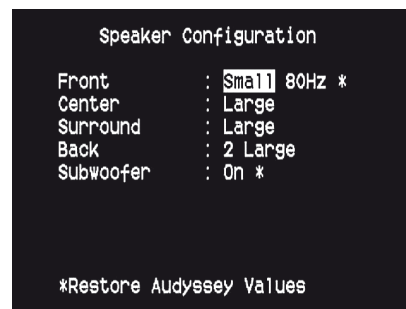 Speaker Configuration
Front : Small 80Hz *
Center : Large
Surround : Large
Back : 2 Large
Subwoofer : On *
*Restore Audyssey Values